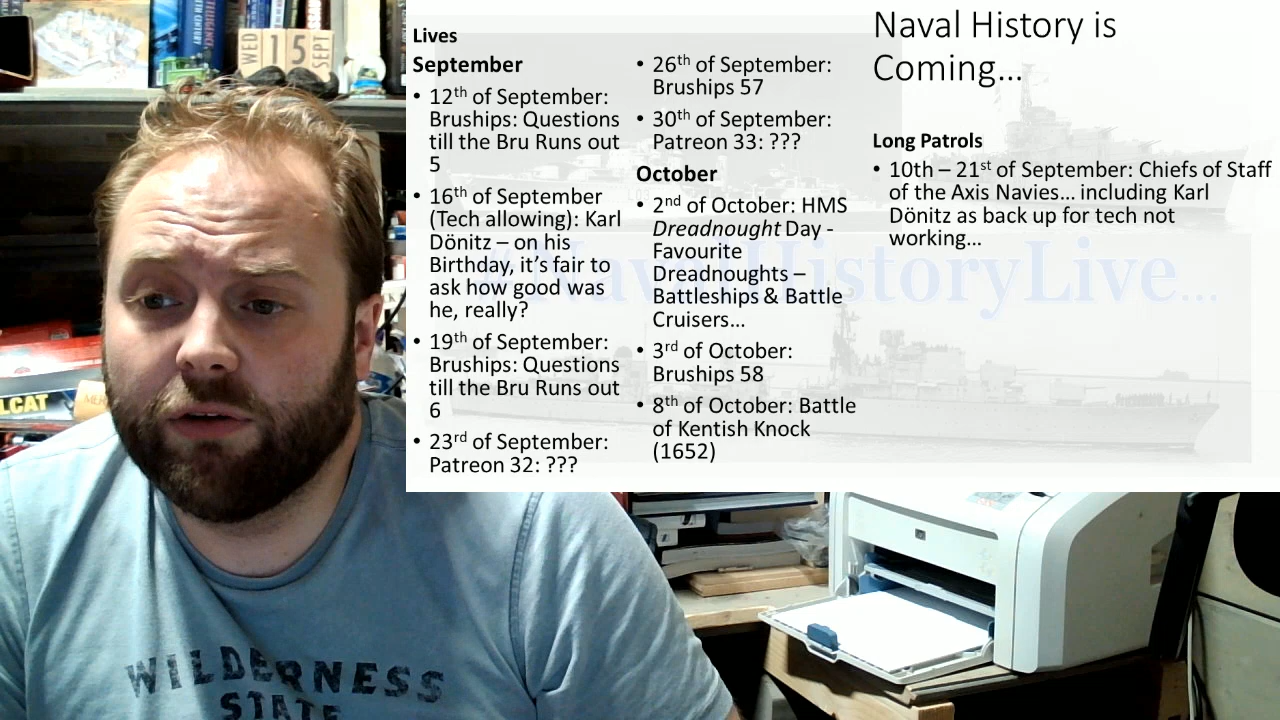 WED 15 SEPT
Lives
September
• 12th of September:
Bruships: Questions
till the Bru Runs out
5
• 16th of September
(Tech allowing): Karl
Dönitz – on his
Birthday, it’s fair to
ask how good was
he, really?
• 19th of September:
Bruships: Questions
till the Bru Runs out
6
• 23rd of September:
Patreon 32: ???
• 26th of September:
Bruships 57
• 30th of September:
Patreon 33: ???
October
• 2nd of October: HMS
Dreadnought Day -
Favourite
Dreadnoughts –
Battleships & Battle
Cruisers…
• 3rd of October:
Bruships 58
• 8th of October: Battle
of Kentish Knock
(1652)
Naval History is
Coming…
Long Patrols
• 10th – 21st of September: Chiefs of Staff
of the Axis Navies… including Karl
Dönitz as back up for tech not
working…
NavalHistoryLive…
WILDERNESS
STATE
hp